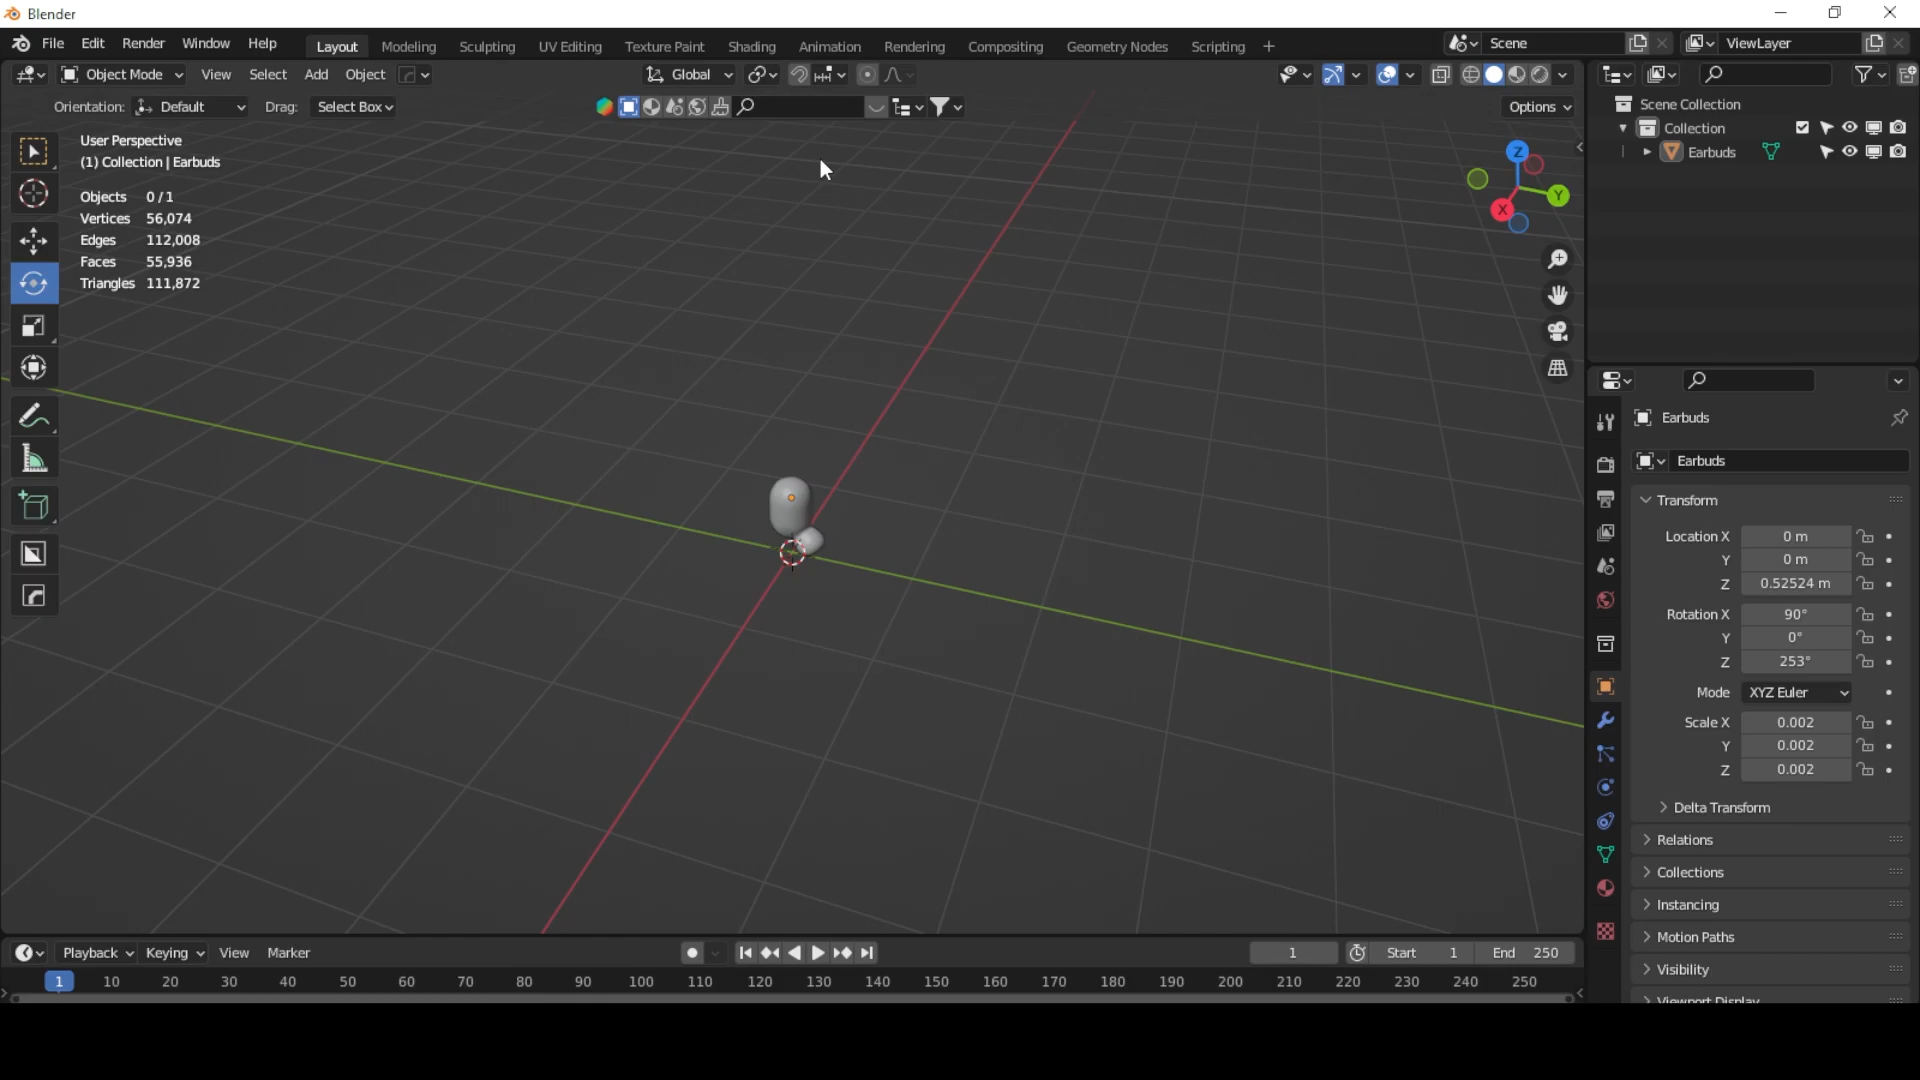 Blender
File Edit Render Window Help Layout Modeling Sculpting UV Editing Texture Paint Shading Animation Rendering Compositing Geometry Nodes Scripting + Scene ViewLayer
Object Mode View Select Add Object Global
Orientation: Default Drag: Select Box Options
User Perspective
(1) Collection | Earbuds
Objects 0/1
Vertices 56,074
Edges 112,008
Faces 55,936
Triangles 111,872
Z
Y
X
Scene Collection
Collection
Earbuds
Earbuds
Earbuds
Transform
Location X 0 m
Y 0 m
Z 0.52524 m
Rotation X 90°
Y 0°
Z 253°
Mode XYZ Euler
Scale X 0.002
Y 0.002
Z 0.002
Delta Transform
Relations
Collections
Instancing
Motion Paths
Visibility
Viewport Display
Playback Keying View Marker 1 Start 1 End 250
1 10 20 30 40 50 60 70 80 90 100 110 120 130 140 150 160 170 180 190 200 210 220 230 240 250